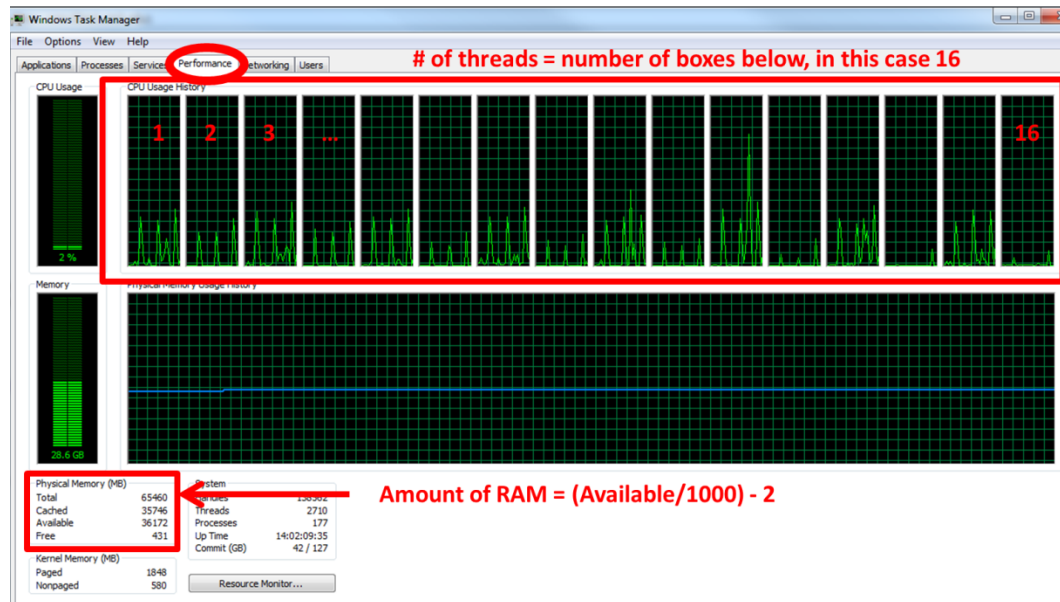 Windows Task Manager
File Options View Help
Applications Processes Services Performance Networking Users
# of threads = number of boxes below, in this case 16
CPU Usage
CPU Usage History
1 2 3 ... 16
2 %
Memory
Physical Memory Usage History
28.6 GB
Physical Memory (MB)
Total 65460
Cached 35746
Available 36172
Free 431
System
Handles
Threads 2710
Processes 177
Up Time 14:02:09:35
Commit (GB) 42 / 127
Amount of RAM = (Available/1000) - 2
Kernel Memory (MB)
Paged 1848
Nonpaged 580
Resource Monitor...